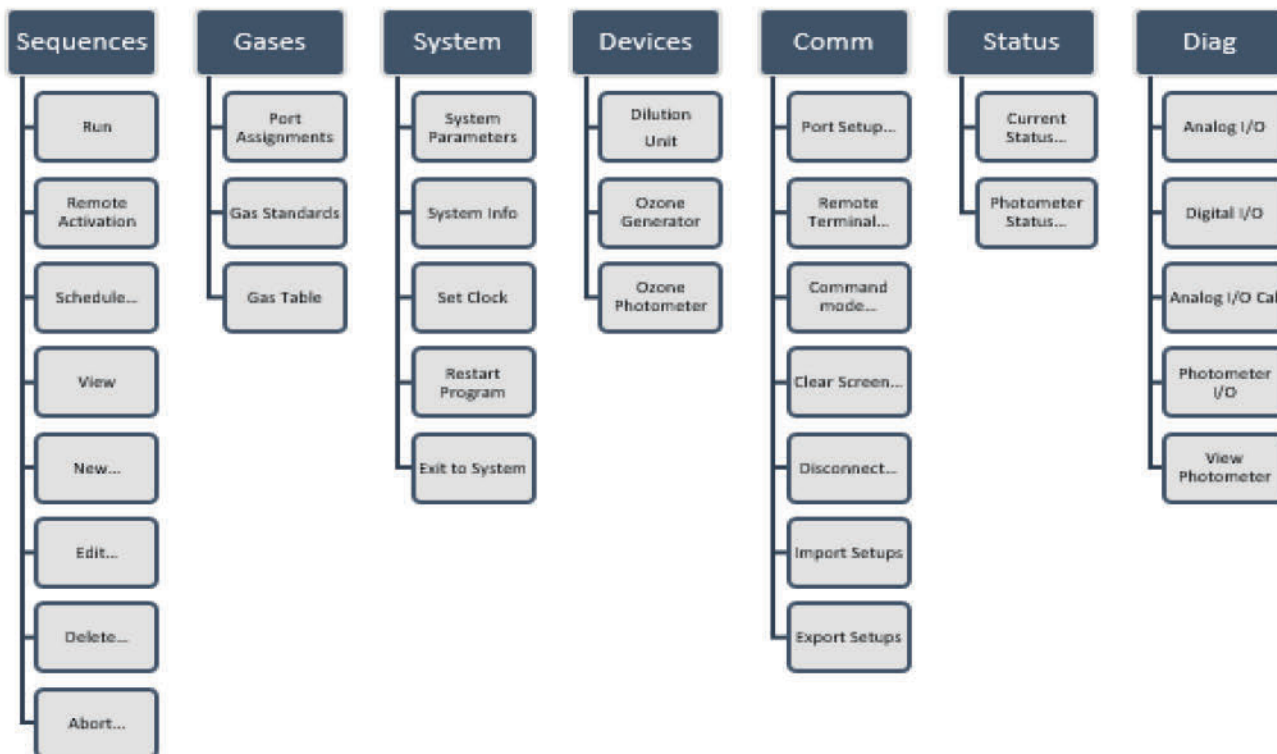 Sequences
Run
Remote
Activation
Schedule...
View
New...
Edit...
Delete...
Abort...
Gases
Port
Assignments
Gas Standards
Gas Table
System
System
Parameters
System Info
Set Clock
Restart
Program
Exit to System
Devices
Dilution
Unit
Ozone
Generator
Ozone
Photometer
Comm
Port Setup...
Remote
Terminal...
Command
mode...
Clear Screen...
Disconnect...
Import Setups
Export Setups
Status
Current
Status...
Photometer
Status...
Diag
Analog I/O
Digital I/O
Analog I/O Cal
Photometer
I/O
View
Photometer